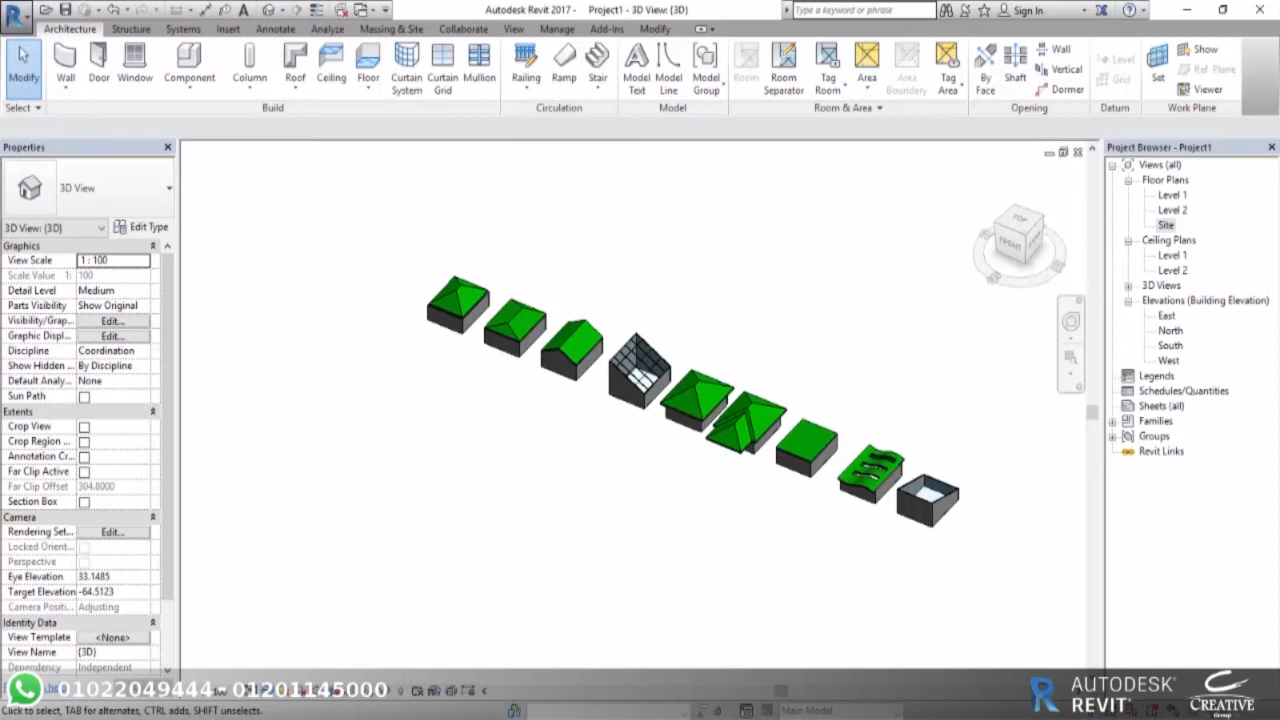 Autodesk Revit 2017 - Project1 - 3D View: {3D}
Type a keyword or phrase
Sign In
Architecture Structure Systems Insert Annotate Analyze Massing & Site Collaborate View Manage Add-Ins Modify
Modify
Wall Door Window Component Column Roof Ceiling Floor Curtain System Curtain Grid Mullion
Railing Ramp Stair
Model Text Model Line Model Group
Room Room Separator Tag Room Area Area Boundary Tag Area
By Face Shaft Wall Vertical Dormer
Level Grid
Set Show Ref Plane Viewer
Select Build Circulation Model Room & Area Opening Datum Work Plane
Properties
3D View
3D View: {3D} Edit Type
Graphics
View Scale 1 : 100
Scale Value 1: 100
Detail Level Medium
Parts Visibility Show Original
Visibility/Grap... Edit...
Graphic Displ... Edit...
Discipline Coordination
Show Hidden ... By Discipline
Default Analy... None
Sun Path
Extents
Crop View
Crop Region ...
Annotation Cr...
Far Clip Active
Far Clip Offset 304.8000
Section Box
Camera
Rendering Set... Edit...
Locked Orient...
Perspective
Eye Elevation 33.1485
Target Elevation -64.5123
Camera Positi... Adjusting
Identity Data
View Template <None>
View Name {3D}
Dependency Independent
TOP
FRONT
Project Browser - Project1
Views (all)
Floor Plans
Level 1
Level 2
Site
Ceiling Plans
Level 1
Level 2
3D Views
Elevations (Building Elevation)
East
North
South
West
Legends
Schedules/Quantities
Sheets (all)
Families
Groups
Revit Links
01022049444- 01201145000
AUTODESK®
REVIT®
CREATIVE
Group
Click to select, TAB for alternates, CTRL adds, SHIFT unselects.
:0
Main Model